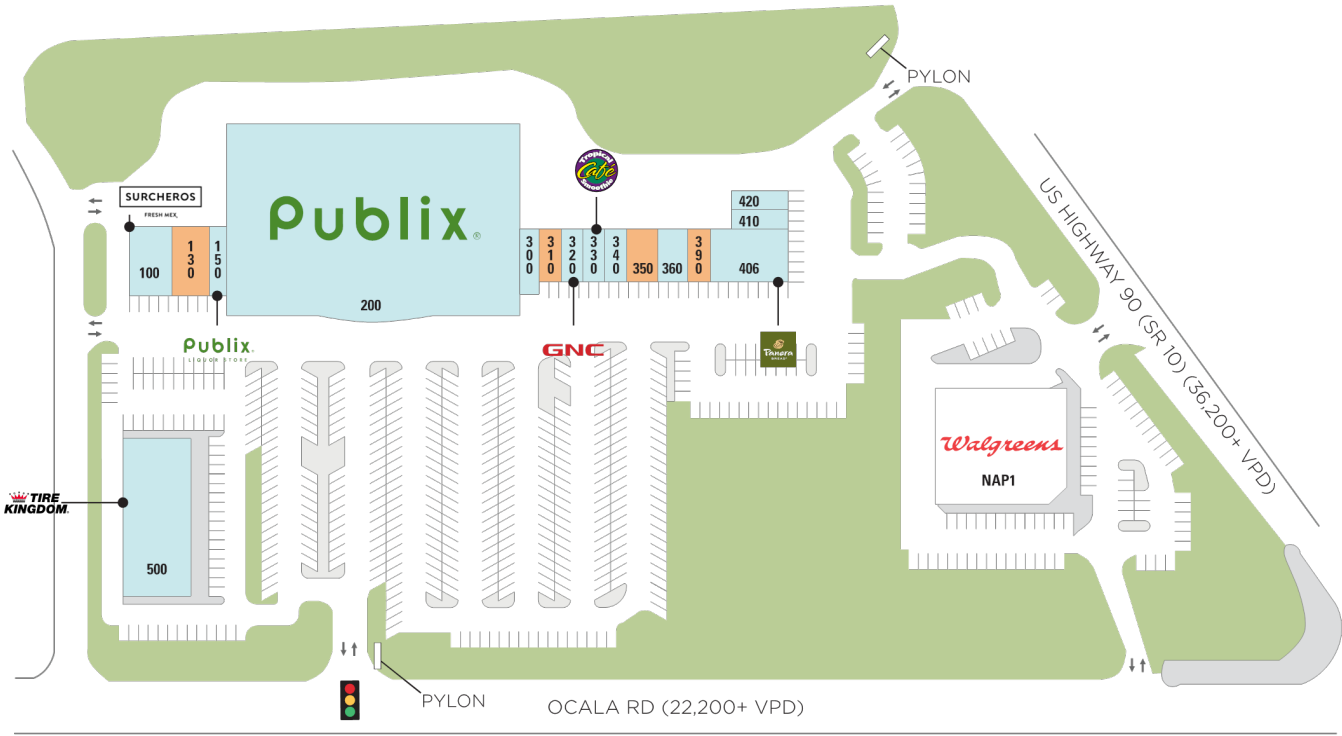 PYLON
US HIGHWAY 90 (SR 10) (36,200+ VPD)
Tropical
Smoothie
Café
SURCHEROS
FRESH MEX
100
130
150
Publix®
200
300
310
320
330
340
350
360
390
406
420
410
Publix
LIQUOR STORE
GNC
Panera
BREAD
Walgreens
NAP1
TIRE
KINGDOM
500
PYLON
OCALA RD (22,200+ VPD)